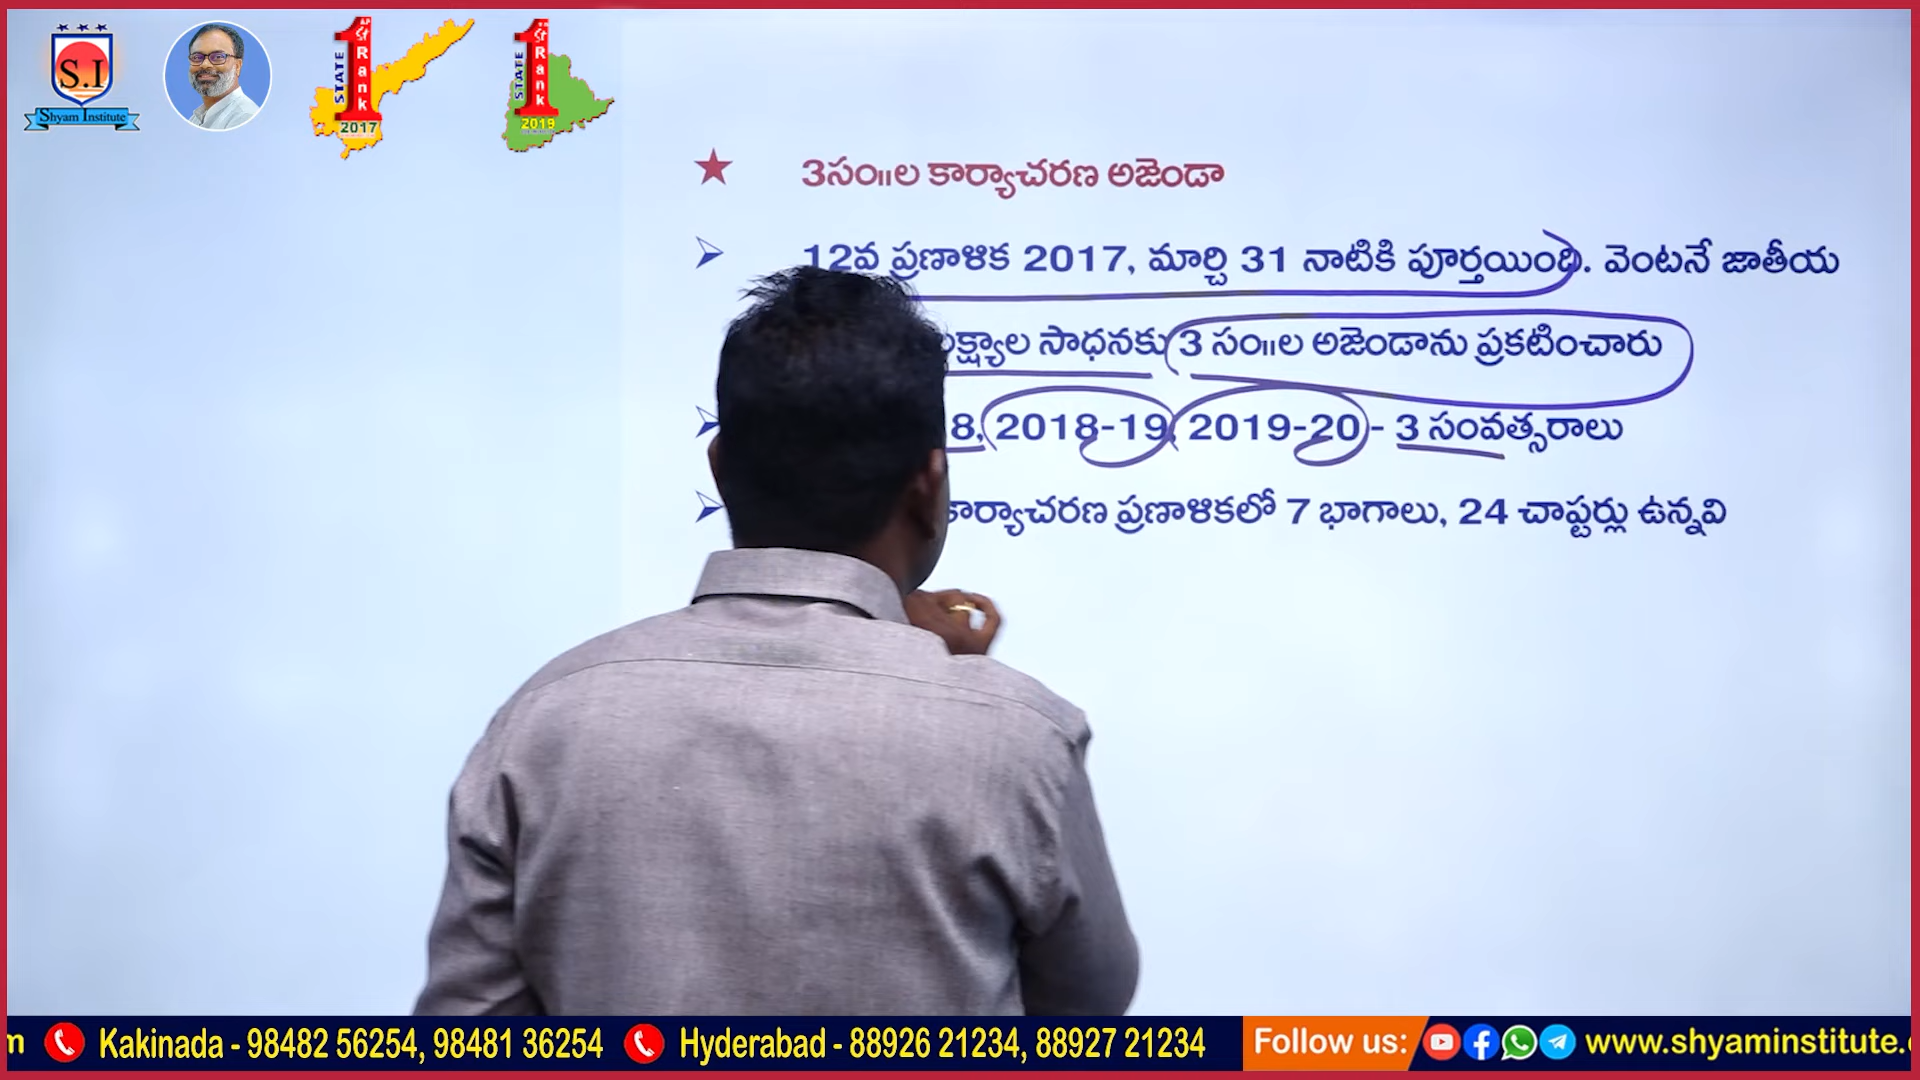 S.I
Shyam Institute
STATE 1st Rank 2017
STATE 1st Rank 2019
3సం॥ల కార్యాచరణ అజెండా
12వ ప్రణాళిక 2017, మార్చి 31 నాటికి పూర్తయింది. వెంటనే జాతీయ
సాధనకు 3 సం॥ల అజెండాను ప్రకటించారు
8, 2018-19, 2019-20 - 3 సంవత్సరాలు
కార్యాచరణ ప్రణాళికలో 7 భాగాలు, 24 చాప్టర్లు ఉన్నవి
m Kakinada - 98482 56254, 98481 36254 Hyderabad - 88926 21234, 88927 21234 Follow us: www.shyaminstitute.